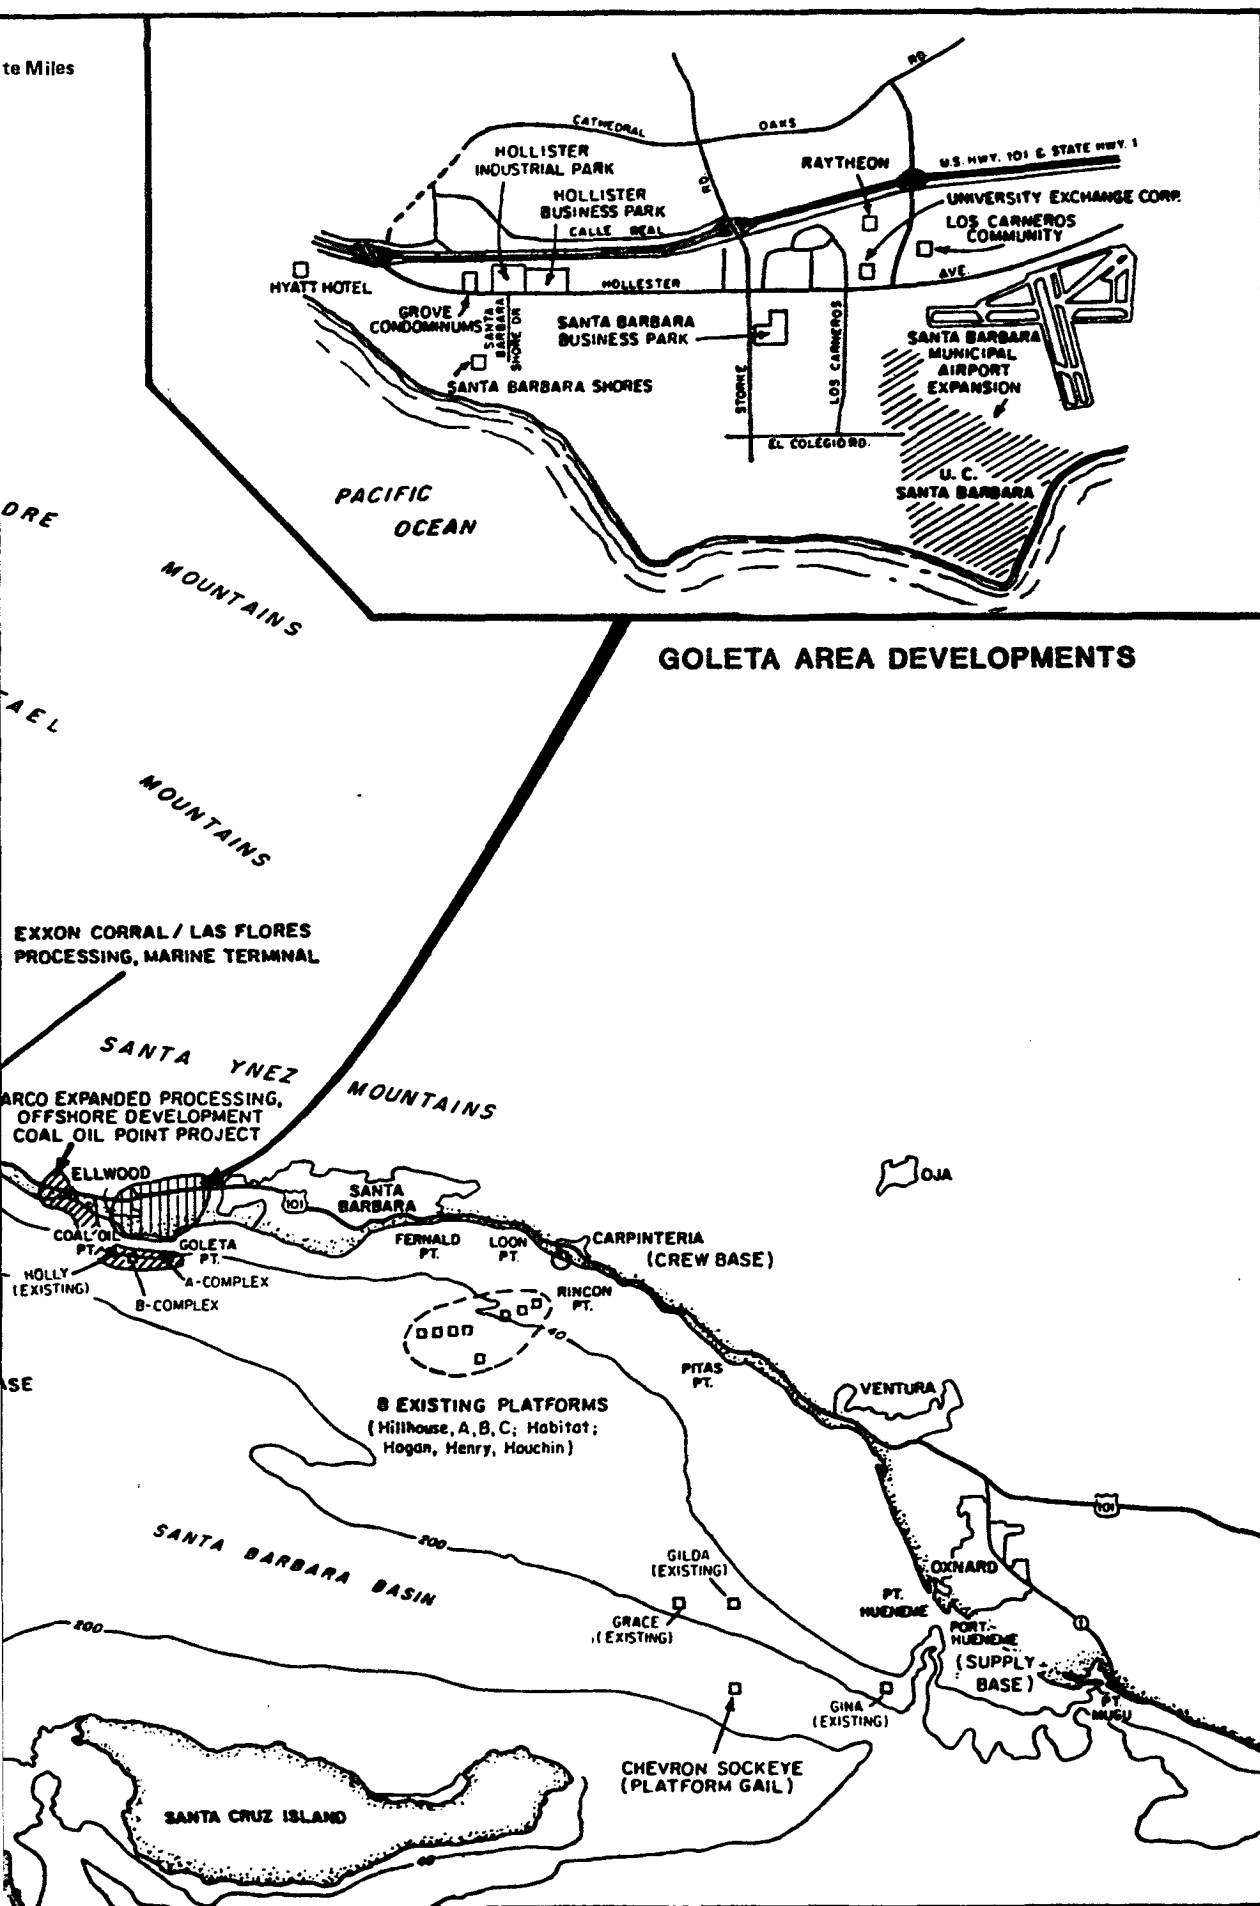 te Miles
RD.
CATHEDRAL
OAKS
HOLLISTER
INDUSTRIAL PARK
RAYTHEON
U.S. HWY. 101 & STATE HWY. 1
RD.
HOLLISTER
BUSINESS PARK
UNIVERSITY EXCHANGE CORP.
CALLE REAL
LOS CARNEROS
COMMUNITY
HYATT HOTEL
HOLLESTER
AVE.
GROVE
CONDOMINUMS
SANTA
BARBARA
SHORE DR
SANTA BARBARA
BUSINESS PARK
LOS CARNEROS
SANTA BARBARA
MUNICIPAL
AIRPORT
EXPANSION
SANTA BARBARA SHORES
STORKE
EL COLEGIO RD.
U. C.
SANTA BARBARA
PACIFIC
OCEAN
DRE
MOUNTAINS
GOLETA AREA DEVELOPMENTS
AEL
MOUNTAINS
EXXON CORRAL / LAS FLORES
PROCESSING, MARINE TERMINAL
SANTA YNEZ MOUNTAINS
ARCO EXPANDED PROCESSING,
OFFSHORE DEVELOPMENT
COAL OIL POINT PROJECT
ELLWOOD
OJA
101
SANTA
BARBARA
COAL OIL
PT.
GOLETA
PT.
FERNALD
PT.
LOON
PT.
CARPINTERIA
(CREW BASE)
HOLLY
(EXISTING)
A-COMPLEX
B-COMPLEX
RINCON
PT.
40
PITAS
PT.
ASE
VENTURA
8 EXISTING PLATFORMS
(Hillhouse, A, B, C; Habitat;
Hogan, Henry, Houchin)
101
SANTA BARBARA BASIN
200
GILDA
(EXISTING)
OXNARD
PT.
HUENEME
GRACE
(EXISTING)
200
1
PORT
HUENEME
(SUPPLY
BASE)
GINA
(EXISTING)
PT.
MUGU
CHEVRON SOCKEYE
(PLATFORM GAIL)
SANTA CRUZ ISLAND
40